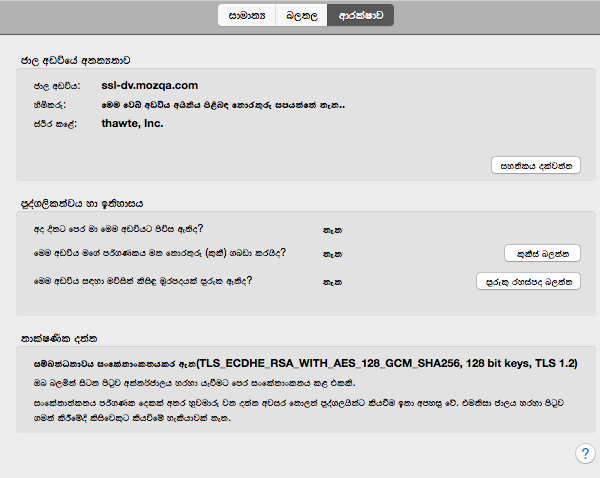 සාමාන්‍ය බලතල ආරක්ෂාව
ජාල අඩවියේ අනන්‍යතාව
ජාල අඩවිය: ssl-dv.mozqa.com
හිමිකරු: මෙම වෙබ් අඩවිය අයිතිය පිළිබඳ තොරතුරු සපයන්නේ නැත..
ස්ථිර කළේ: thawte, Inc.
සහතිකය දක්වන්න
පුද්ගලිකත්වය හා ඉතිහාසය
අද දිනට පෙර මා මෙම අඩවියට පිවිස ඇතිද? නැත
මෙම අඩවිය මගේ පරිගණකය මත තොරතුරු (කුකී) ගබඩා කරයිද? නැත කුකීස් බලන්න
මෙම අඩවිය සඳහා මවිසින් කිසිඳු මුරපදයක් සුරැක ඇතිද? නැත සුරැකු රහස්පද බලන්න
තාක්ෂණික දත්ත
සම්බන්ධතාවය සංකේතාංකනයකර ඇත(TLS_ECDHE_RSA_WITH_AES_128_GCM_SHA256, 128 bit keys, TLS 1.2)
ඔබ බලමින් සිටින පිටුව අන්තර්ජාලය හරහා යැවීමට පෙර සංකේතාංකනය කළ එකකි.
සංකේතාන්කනය පරිගණක දෙකක් අතර හුවමාරු වන දත්ත අවසර නොලත් පුද්ගලයින්ට කියවීම ඉතා අපහසු වේ. එමනිසා ජාලය හරහා පිටුව
ගමන් කිරීමේදි කිසිවෙකුට කියවීමේ හැකියාවක් නැත.
?